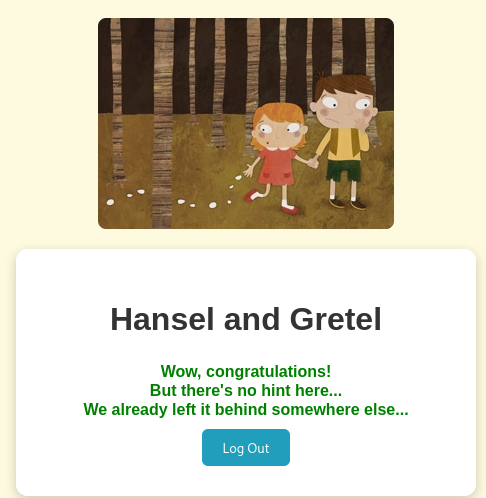 Hansel and Gretel
Wow, congratulations!
But there's no hint here...
We already left it behind somewhere else...
Log Out